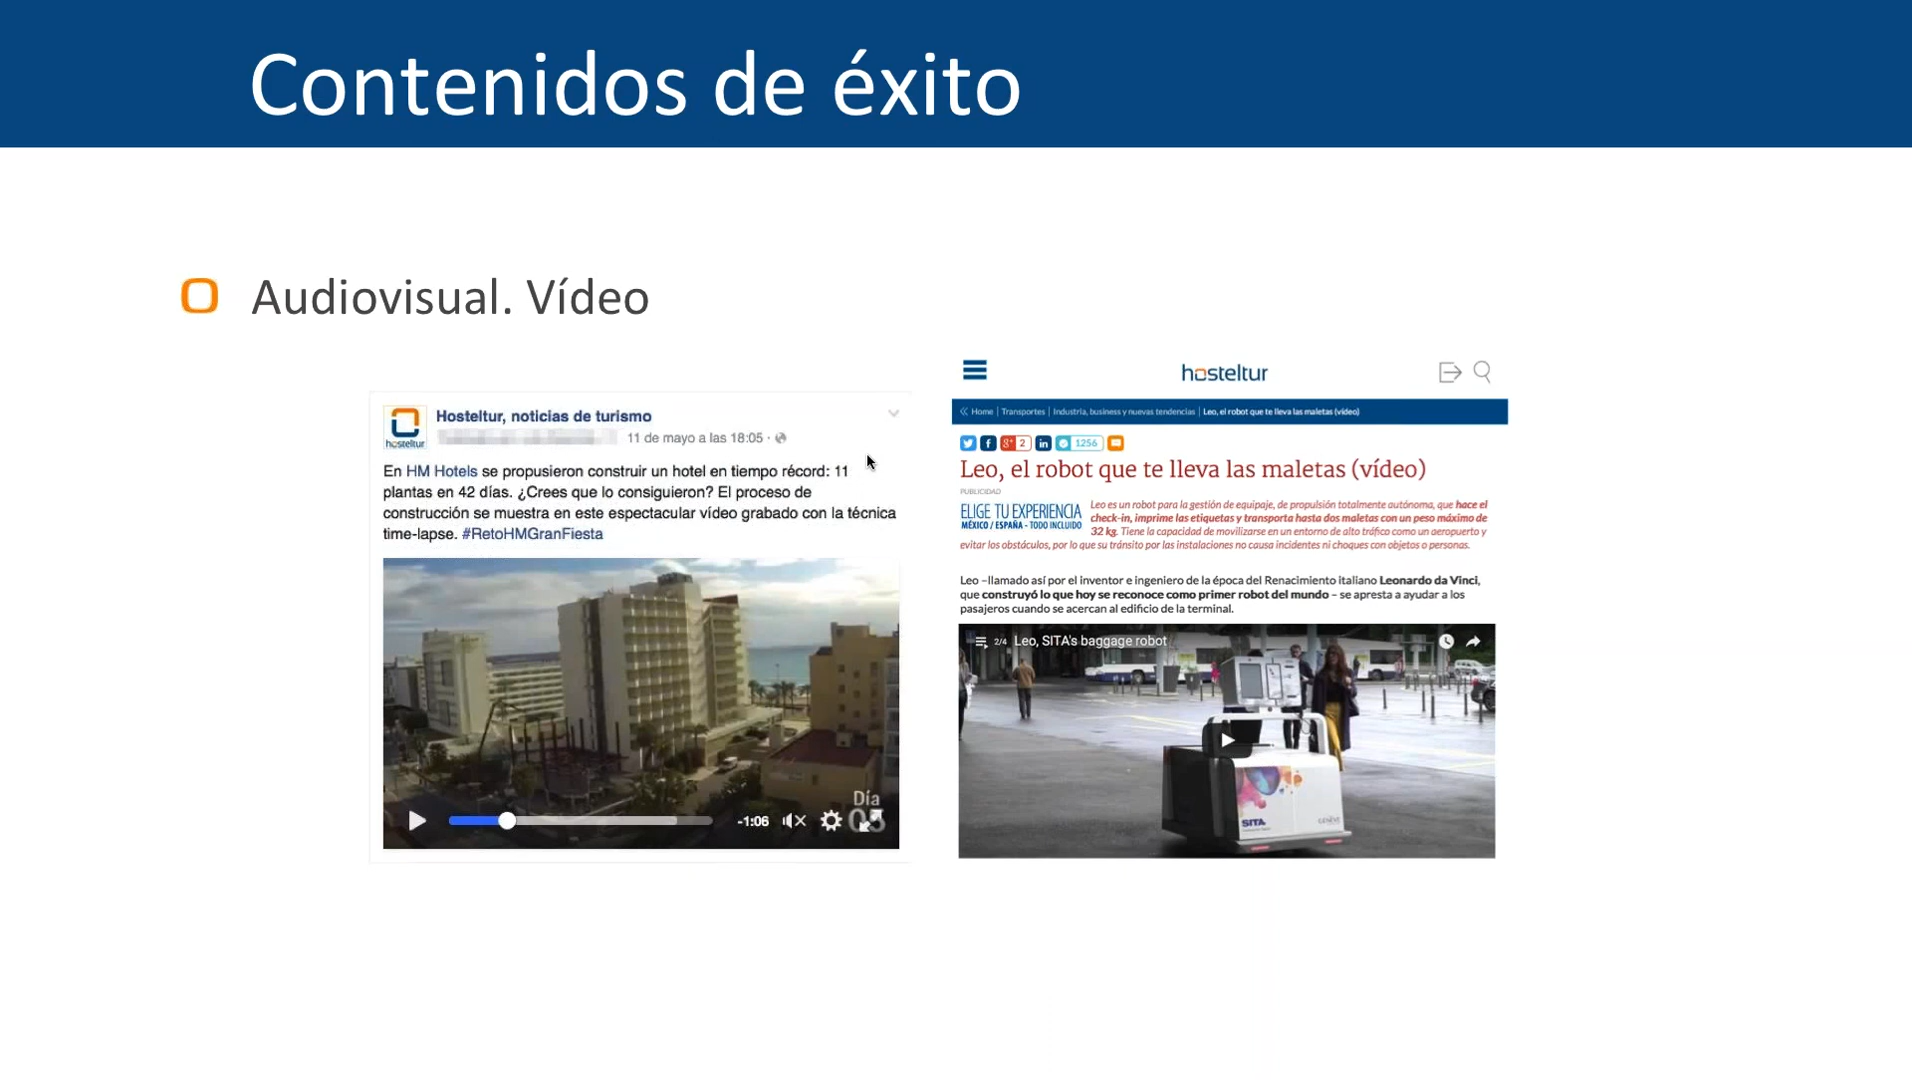 Contenidos de éxito
Audiovisual. Vídeo
Hosteltur, noticias de turismo
11 de mayo a las 18:05 ·
hosteltur
En HM Hotels se propusieron construir un hotel en tiempo récord: 11
plantas en 42 días. ¿Crees que lo consiguieron? El proceso de
construcción se muestra en este espectacular vídeo grabado con la técnica
time-lapse. #RetoHMGranFiesta
Día
03
-1:06
hosteltur
Home | Transportes | Industria, business y nuevas tendencias | Leo, el robot que te lleva las maletas (vídeo)
2 1256
Leo, el robot que te lleva las maletas (vídeo)
PUBLICIDAD
ELIGE TU EXPERIENCIA
MÉXICO / ESPAÑA - TODO INCLUIDO
Leo es un robot para la gestión de equipaje, de propulsión totalmente autónoma, que hace el
check-in, imprime las etiquetas y transporta hasta dos maletas con un peso máximo de
32 kg. Tiene la capacidad de movilizarse en un entorno de alto tráfico como un aeropuerto y
evitar los obstáculos, por lo que su tránsito por las instalaciones no causa incidentes ni choques con objetos o personas.
Leo –llamado así por el inventor e ingeniero de la época del Renacimiento italiano Leonardo da Vinci,
que construyó lo que hoy se reconoce como primer robot del mundo – se apresta a ayudar a los
pasajeros cuando se acercan al edificio de la terminal.
2/4 Leo, SITA's baggage robot
SITA